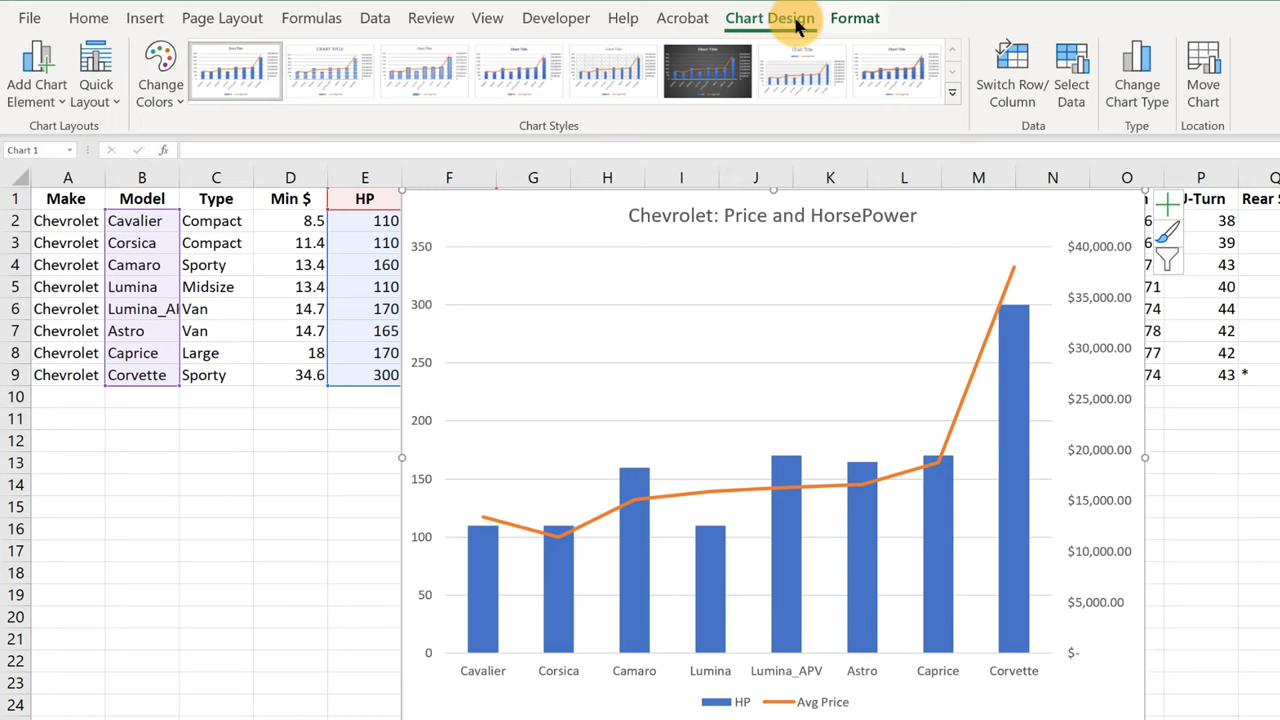 File Home Insert Page Layout Formulas Data Review View Developer Help Acrobat Chart Design Format
Add Chart Element Quick Layout Change Colors Switch Row/ Column Select Data Change Chart Type Move Chart
Chart Layouts Chart Styles Data Type Location
Chart 1 fx
A B C D E F G H I J K L M N O P Q
1 Make Model Type Min $ HP U-Turn Rear
2 Chevrolet Cavalier Compact 8.5 110 38
3 Chevrolet Corsica Compact 11.4 110 39
4 Chevrolet Camaro Sporty 13.4 160 43
5 Chevrolet Lumina Midsize 13.4 110 71 40
6 Chevrolet Lumina_AP Van 14.7 170 74 44
7 Chevrolet Astro Van 14.7 165 78 42
8 Chevrolet Caprice Large 18 170 77 42
9 Chevrolet Corvette Sporty 34.6 300 74 43 *
10
11
12
13
14
15
16
17
18
19
20
21
22
23
24
Chevrolet: Price and HorsePower
350 $40,000.00
300 $35,000.00
250 $30,000.00
200 $25,000.00
150 $20,000.00
100 $15,000.00
50 $10,000.00
0 $5,000.00
$-
Cavalier Corsica Camaro Lumina Lumina_APV Astro Caprice Corvette
HP Avg Price